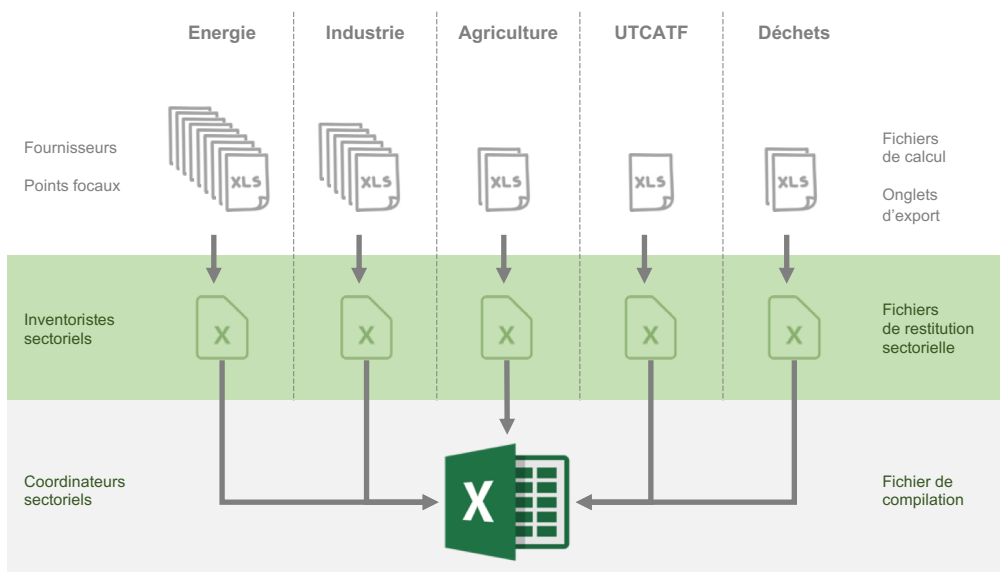 Energie
Industrie
Agriculture
UTCATF
Déchets
Fournisseurs
Points focaux
XLS
XLS
XLS
XLS
XLS
Fichiers
de calcul
Onglets
d'export
Inventoristes
sectoriels
X
X
X
X
X
Fichiers
de restitution
sectorielle
Coordinateurs
sectoriels
X
Fichier de
compilation